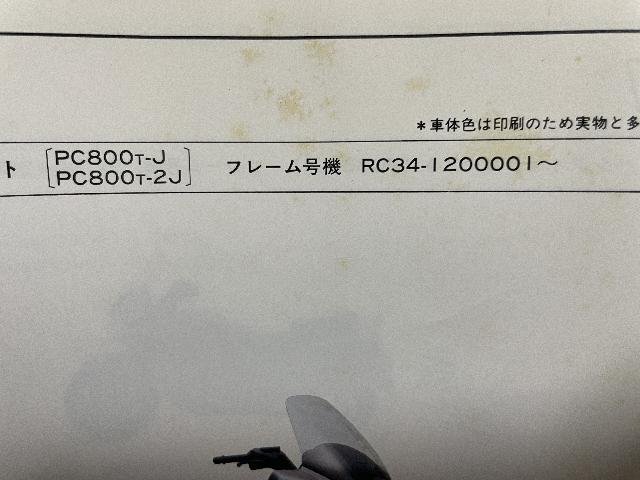 *車体色は印刷のため実物と多
ト [PC800T-J
PC800T-2J] フレーム号機 RC34-1200001～